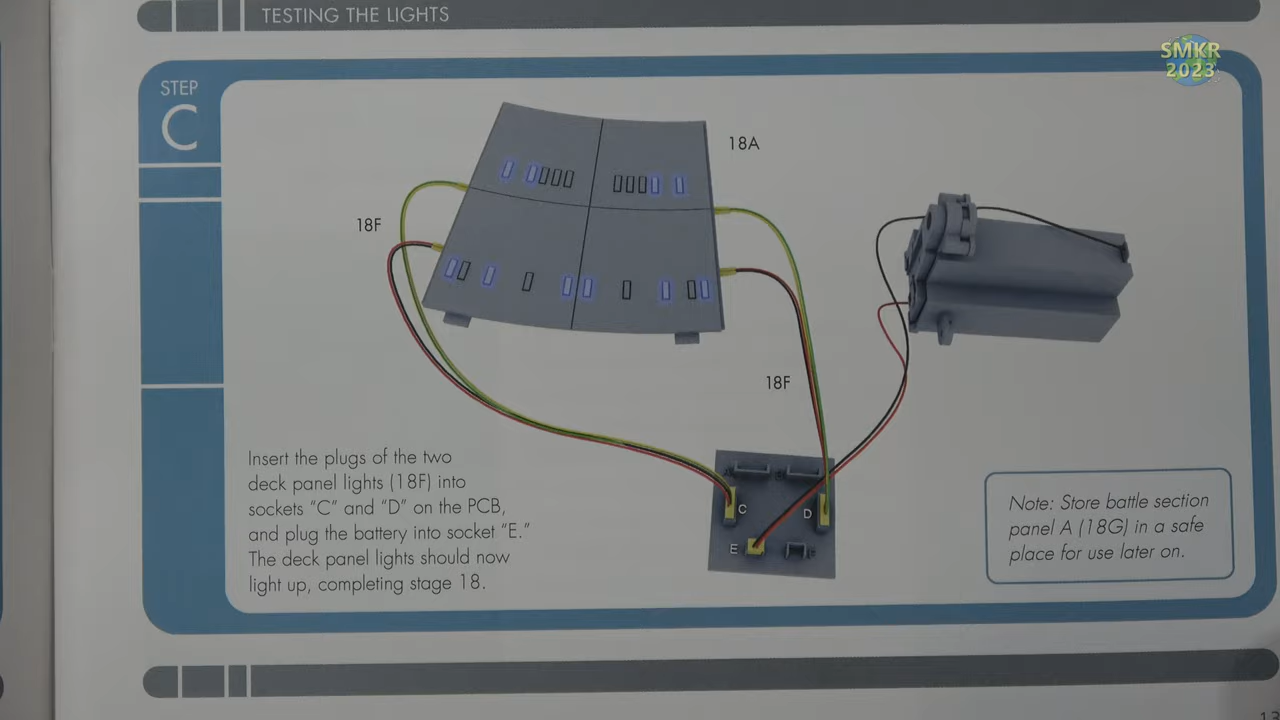 TESTING THE LIGHTS
SMKR
2023
STEP
C
18A
18F
18F
Insert the plugs of the two
deck panel lights (18F) into
sockets “C” and “D” on the PCB,
and plug the battery into socket “E.”
The deck panel lights should now
light up, completing stage 18.
C
D
E
Note: Store battle section
panel A (18G) in a safe
place for use later on.